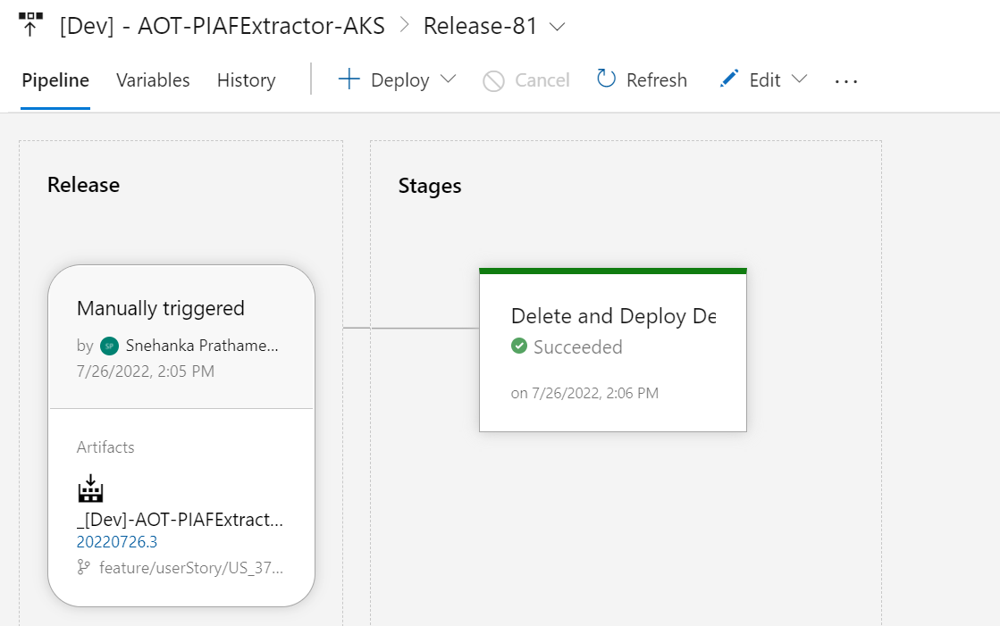 [Dev] - AOT-PIAFExtractor-AKS > Release-81
Pipeline Variables History Deploy Cancel Refresh Edit ...
Release
Stages
Manually triggered
by SP Snehanka Prathame...
7/26/2022, 2:05 PM
Delete and Deploy De
Succeeded
on 7/26/2022, 2:06 PM
Artifacts
_[Dev]-AOT-PIAFExtract...
20220726.3
feature/userStory/US_37...